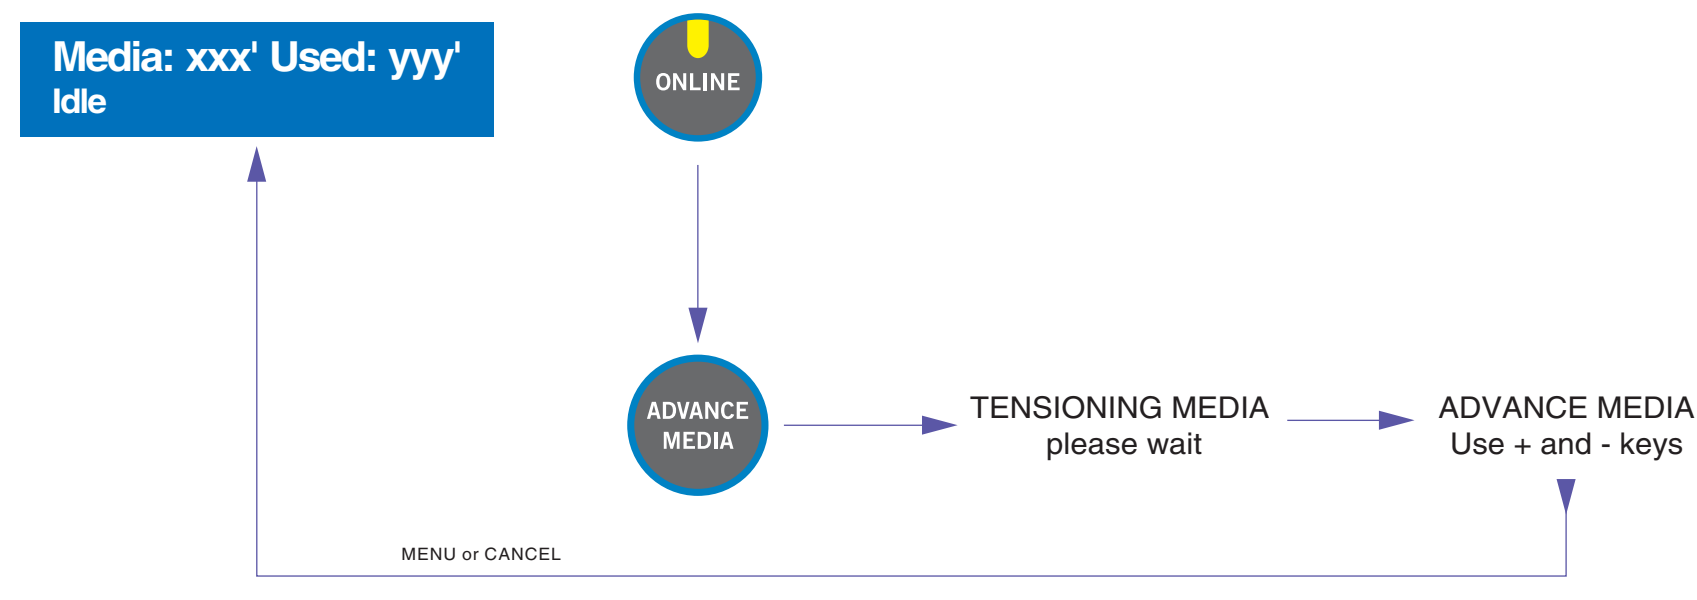 Media: xxx' Used: yyy'
Idle
ONLINE
ADVANCE
MEDIA
TENSIONING MEDIA
please wait
ADVANCE MEDIA
Use + and - keys
MENU or CANCEL